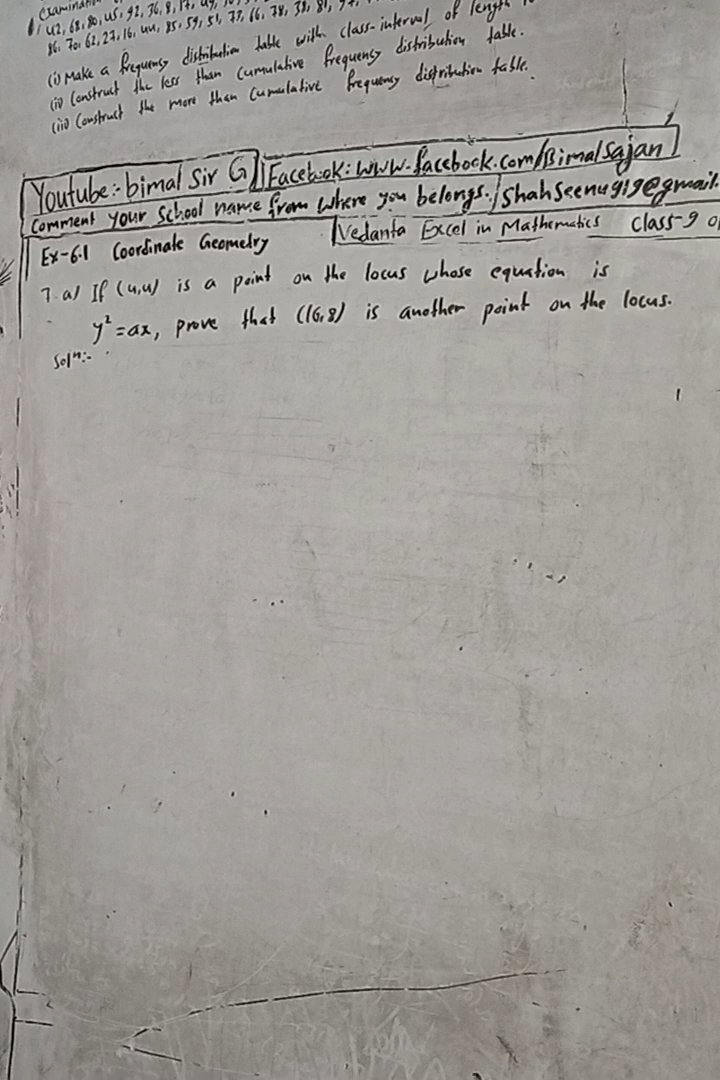 Examination
42, 68, 80, 45, 92, 36, 8, 17, 49,
86, 70, 62, 27, 16, 44, 85, 59, 51, 77, 66, 78, 38, 81,
(i) Make a frequency distribution table with class-interval of length
(ii) Construct the less than cumulative frequency distribution table.
(iii) Construct the more than cumulative frequency distribution table.
Youtube:- bimal Sir G Facebook: www.facebook.com/Bimalsajan
Comment your School name from where you belongs. Shahseenu919@gmail.
Ex-6.1 Coordinate Geometry Vedanta Excel in Mathematics Class-9
7. a) If (4,4) is a point on the locus whose equation is
y² = ax, prove that (16,8) is another point on the locus.
Solⁿ:-